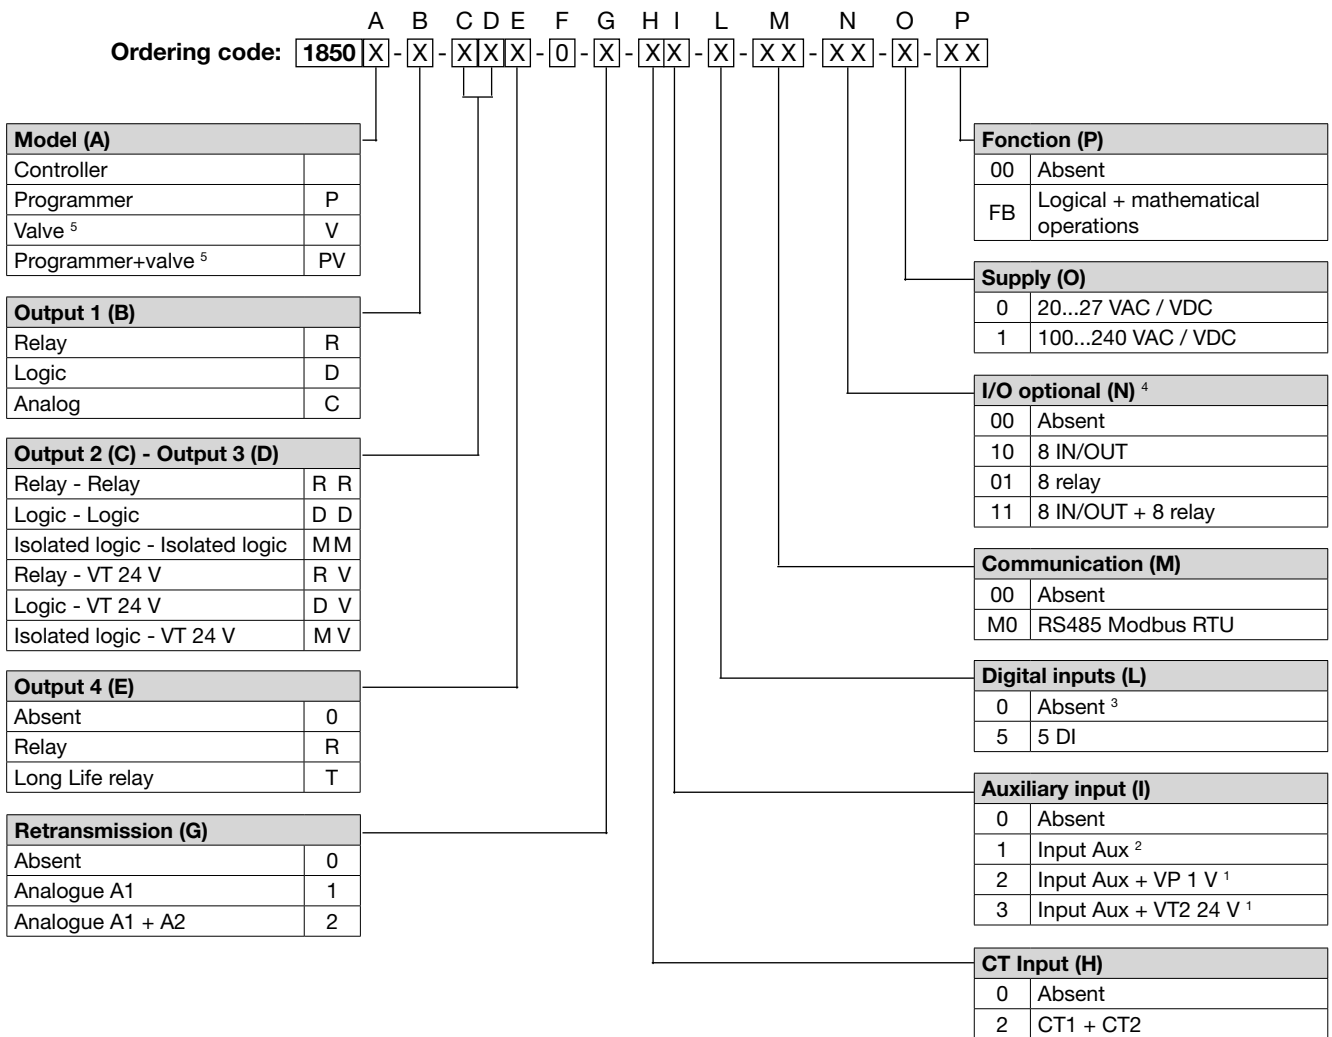 A B C D E F G H I L M N O P
Ordering code: 1850 X - X - X X X - 0 - X - X X - X - X X - X X - X - X X
Model (A)
Controller
Programmer P
Valve ⁵ V
Programmer+valve ⁵ PV
Output 1 (B)
Relay R
Logic D
Analog C
Output 2 (C) - Output 3 (D)
Relay - Relay R R
Logic - Logic D D
Isolated logic - Isolated logic M M
Relay - VT 24 V R V
Logic - VT 24 V D V
Isolated logic - VT 24 V M V
Output 4 (E)
Absent 0
Relay R
Long Life relay T
Retransmission (G)
Absent 0
Analogue A1 1
Analogue A1 + A2 2
Fonction (P)
00 Absent
FB Logical + mathematical
operations
Supply (O)
0 20...27 VAC / VDC
1 100...240 VAC / VDC
I/O optional (N) ⁴
00 Absent
10 8 IN/OUT
01 8 relay
11 8 IN/OUT + 8 relay
Communication (M)
00 Absent
M0 RS485 Modbus RTU
Digital inputs (L)
0 Absent ³
5 5 DI
Auxiliary input (I)
0 Absent
1 Input Aux ²
2 Input Aux + VP 1 V ¹
3 Input Aux + VT2 24 V ¹
CT Input (H)
0 Absent
2 CT1 + CT2